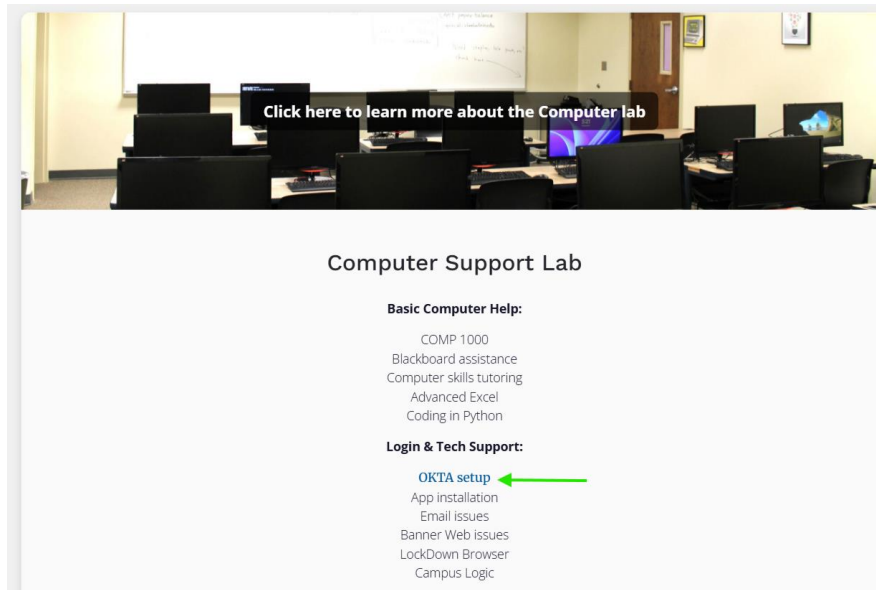 Click here to learn more about the Computer lab
Computer Support Lab
Basic Computer Help:
COMP 1000
Blackboard assistance
Computer skills tutoring
Advanced Excel
Coding in Python
Login & Tech Support:
OKTA setup
App installation
Email issues
Banner Web issues
LockDown Browser
Campus Logic